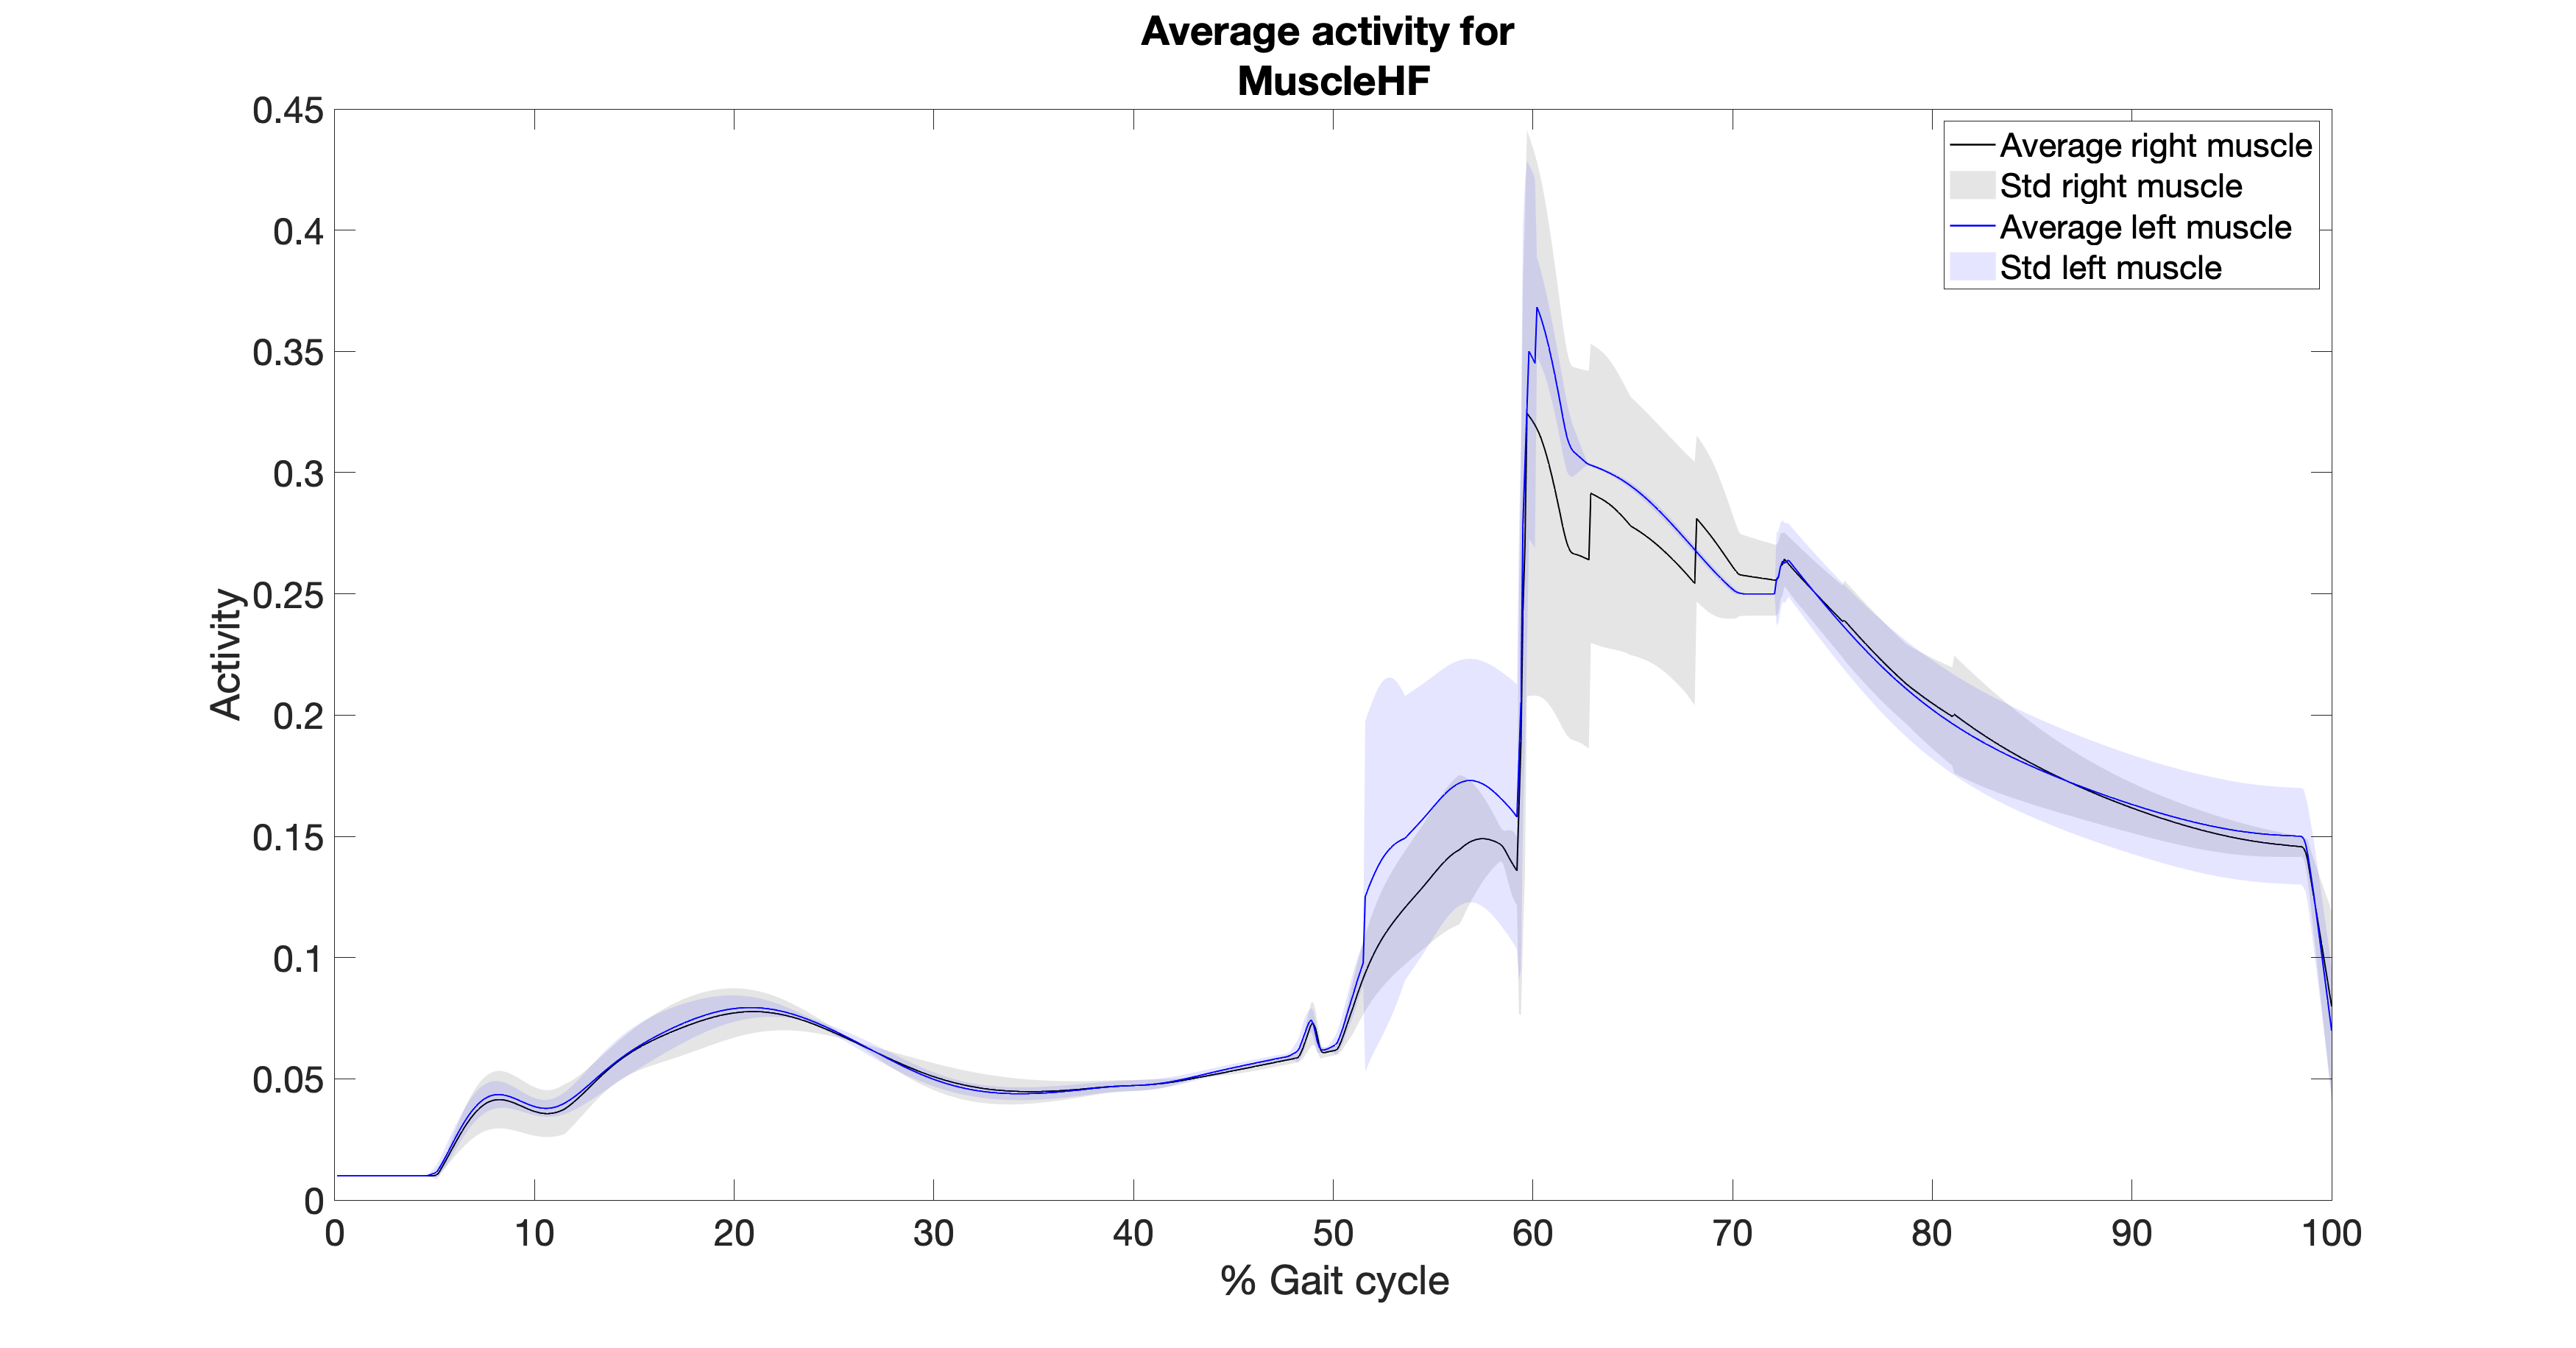 Average activity for
MuscleHF
0.45
0.4
0.35
0.3
0.25
0.2
0.15
0.1
0.05
0
Activity
Average right muscle
Std right muscle
Average left muscle
Std left muscle
0 10 20 30 40 50 60 70 80 90 100
% Gait cycle